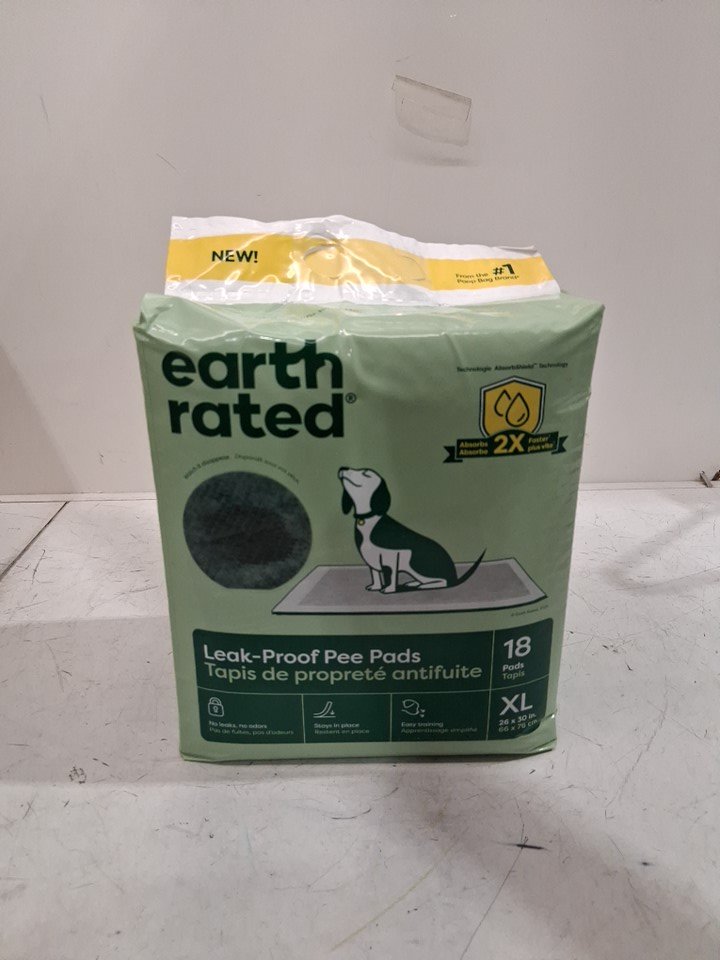 NEW!
From the #1
Poop Bag Brand*
earth
rated®
Technologie AbsorbShield™ Technology
Absorbs 2X Faster*
Absorbe plus vite*
Leak-Proof Pee Pads
Tapis de propreté antifuite
18
Pads
Tapis
XL
26 x 30 in.
66 x 76 cm.
No leaks, no odors
Pas de fuites, pas d'odeurs
Stays in place
Restent en place
Easy training
Apprentissage simplifié